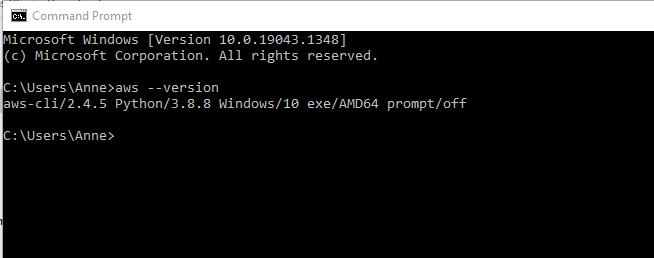 Command Prompt
Microsoft Windows [Version 10.0.19043.1348]
(c) Microsoft Corporation. All rights reserved.
C:\Users\Anne>aws --version
aws-cli/2.4.5 Python/3.8.8 Windows/10 exe/AMD64 prompt/off
C:\Users\Anne>